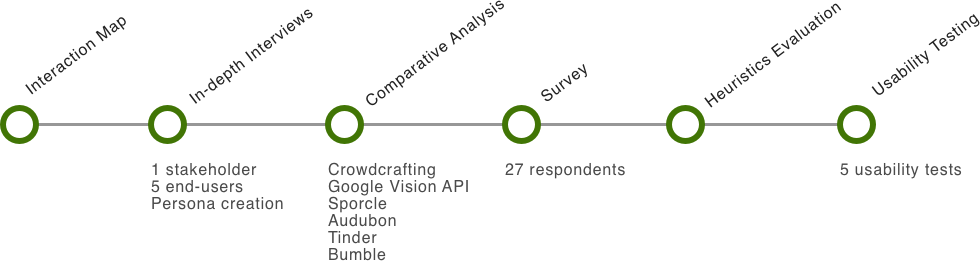 Interaction Map
In-depth Interviews
Comparative Analysis
Survey
Heuristics Evaluation
Usability Testing
1 stakeholder
5 end-users
Persona creation
Crowdcrafting
Google Vision API
Sporcle
Audubon
Tinder
Bumble
27 respondents
5 usability tests